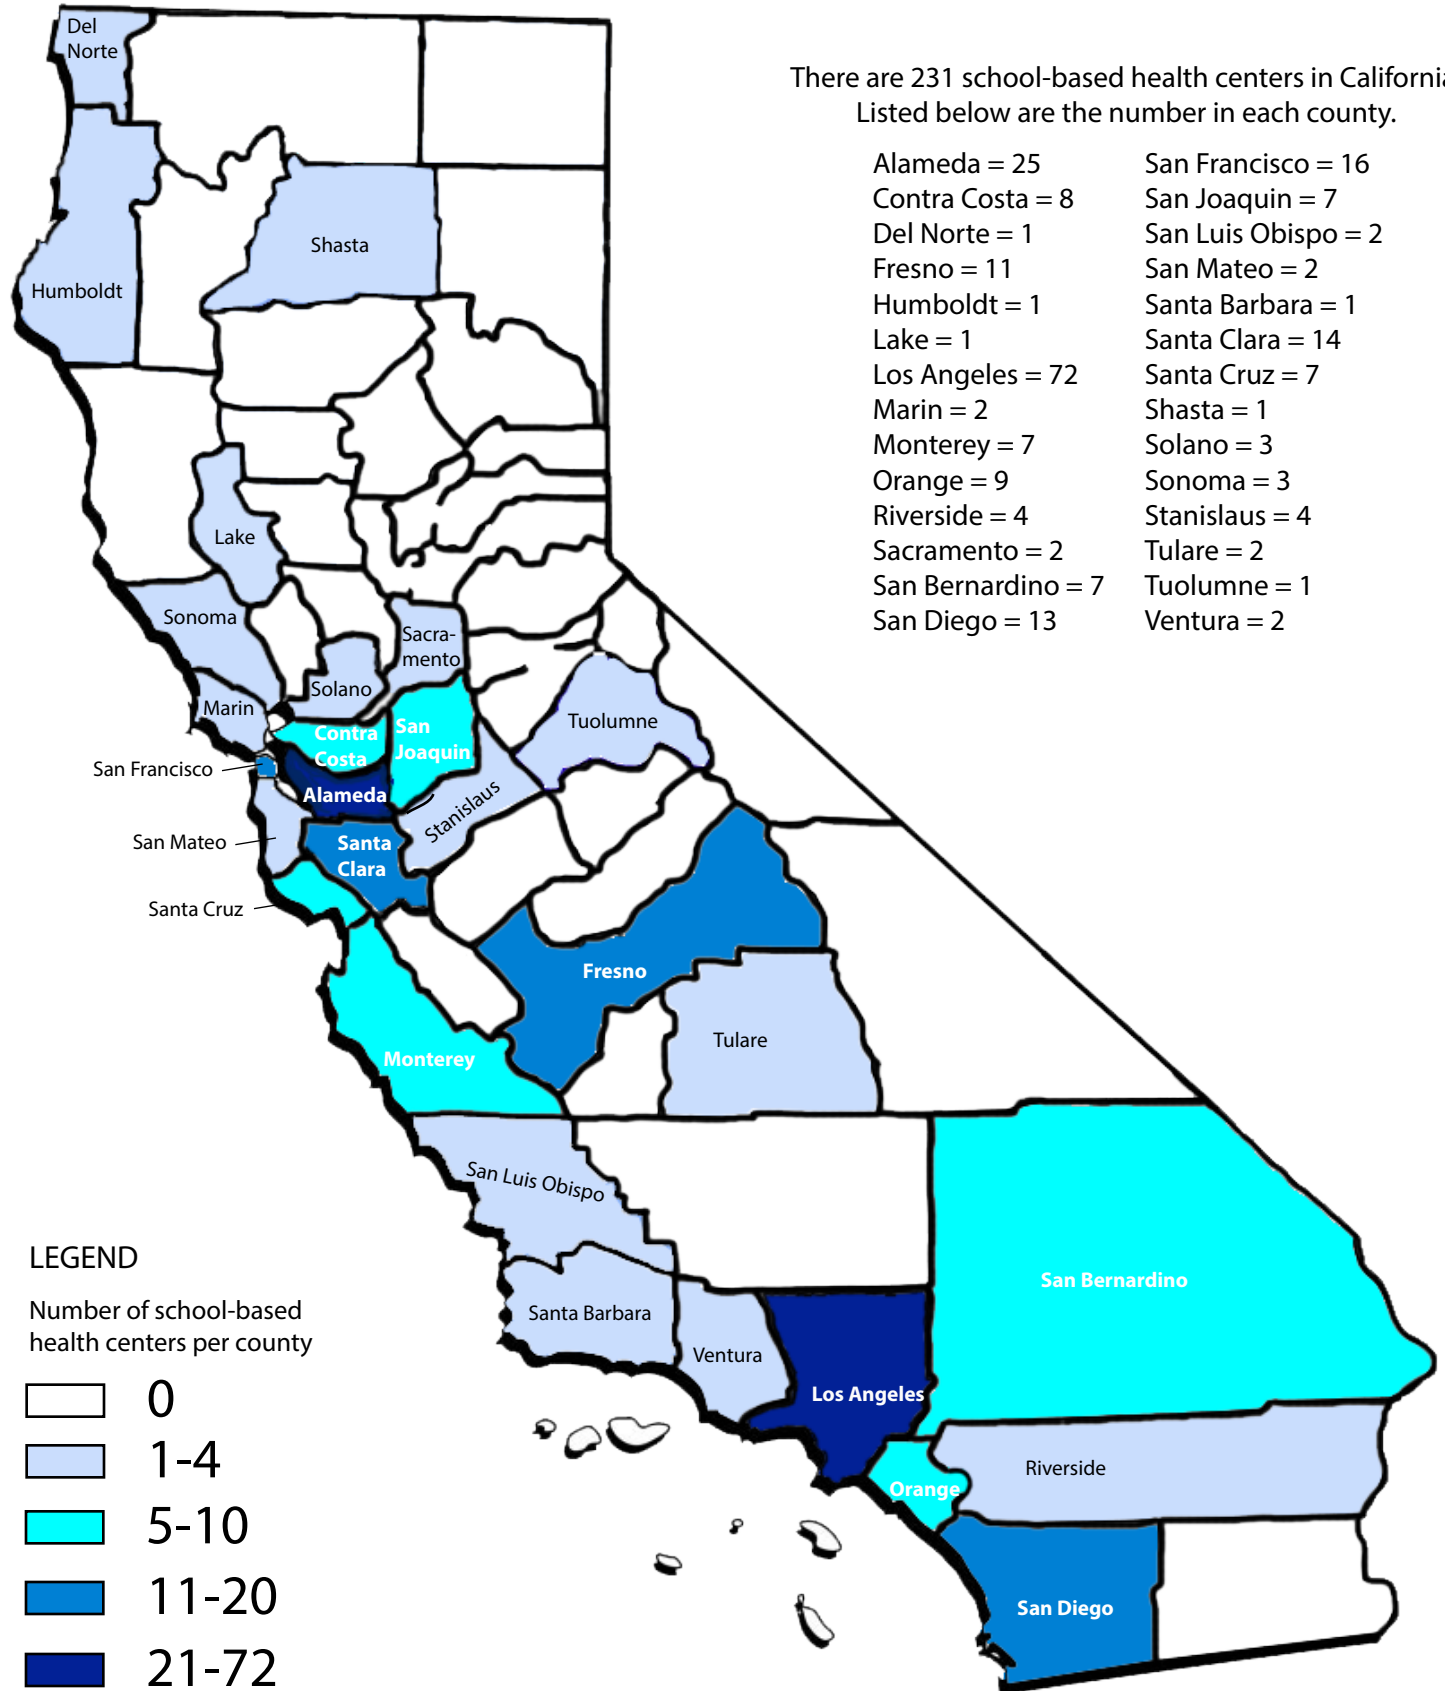 There are 231 school-based health centers in California
Listed below are the number in each county.
Alameda = 25
Contra Costa = 8
Del Norte = 1
Fresno = 11
Humboldt = 1
Lake = 1
Los Angeles = 72
Marin = 2
Monterey = 7
Orange = 9
Riverside = 4
Sacramento = 2
San Bernardino = 7
San Diego = 13
San Francisco = 16
San Joaquin = 7
San Luis Obispo = 2
San Mateo = 2
Santa Barbara = 1
Santa Clara = 14
Santa Cruz = 7
Shasta = 1
Solano = 3
Sonoma = 3
Stanislaus = 4
Tulare = 2
Tuolumne = 1
Ventura = 2
Del
Norte
Shasta
Humboldt
Lake
Sonoma
Sacra-
mento
Solano
Marin
Contra
Costa
San
Joaquin
Tuolumne
San Francisco
Alameda
Stanislaus
San Mateo
Santa
Clara
Santa Cruz
Fresno
Tulare
Monterey
San Luis Obispo
San Bernardino
Santa Barbara
Ventura
Los Angeles
Riverside
Orange
San Diego
LEGEND
Number of school-based
health centers per county
0
1-4
5-10
11-20
21-72